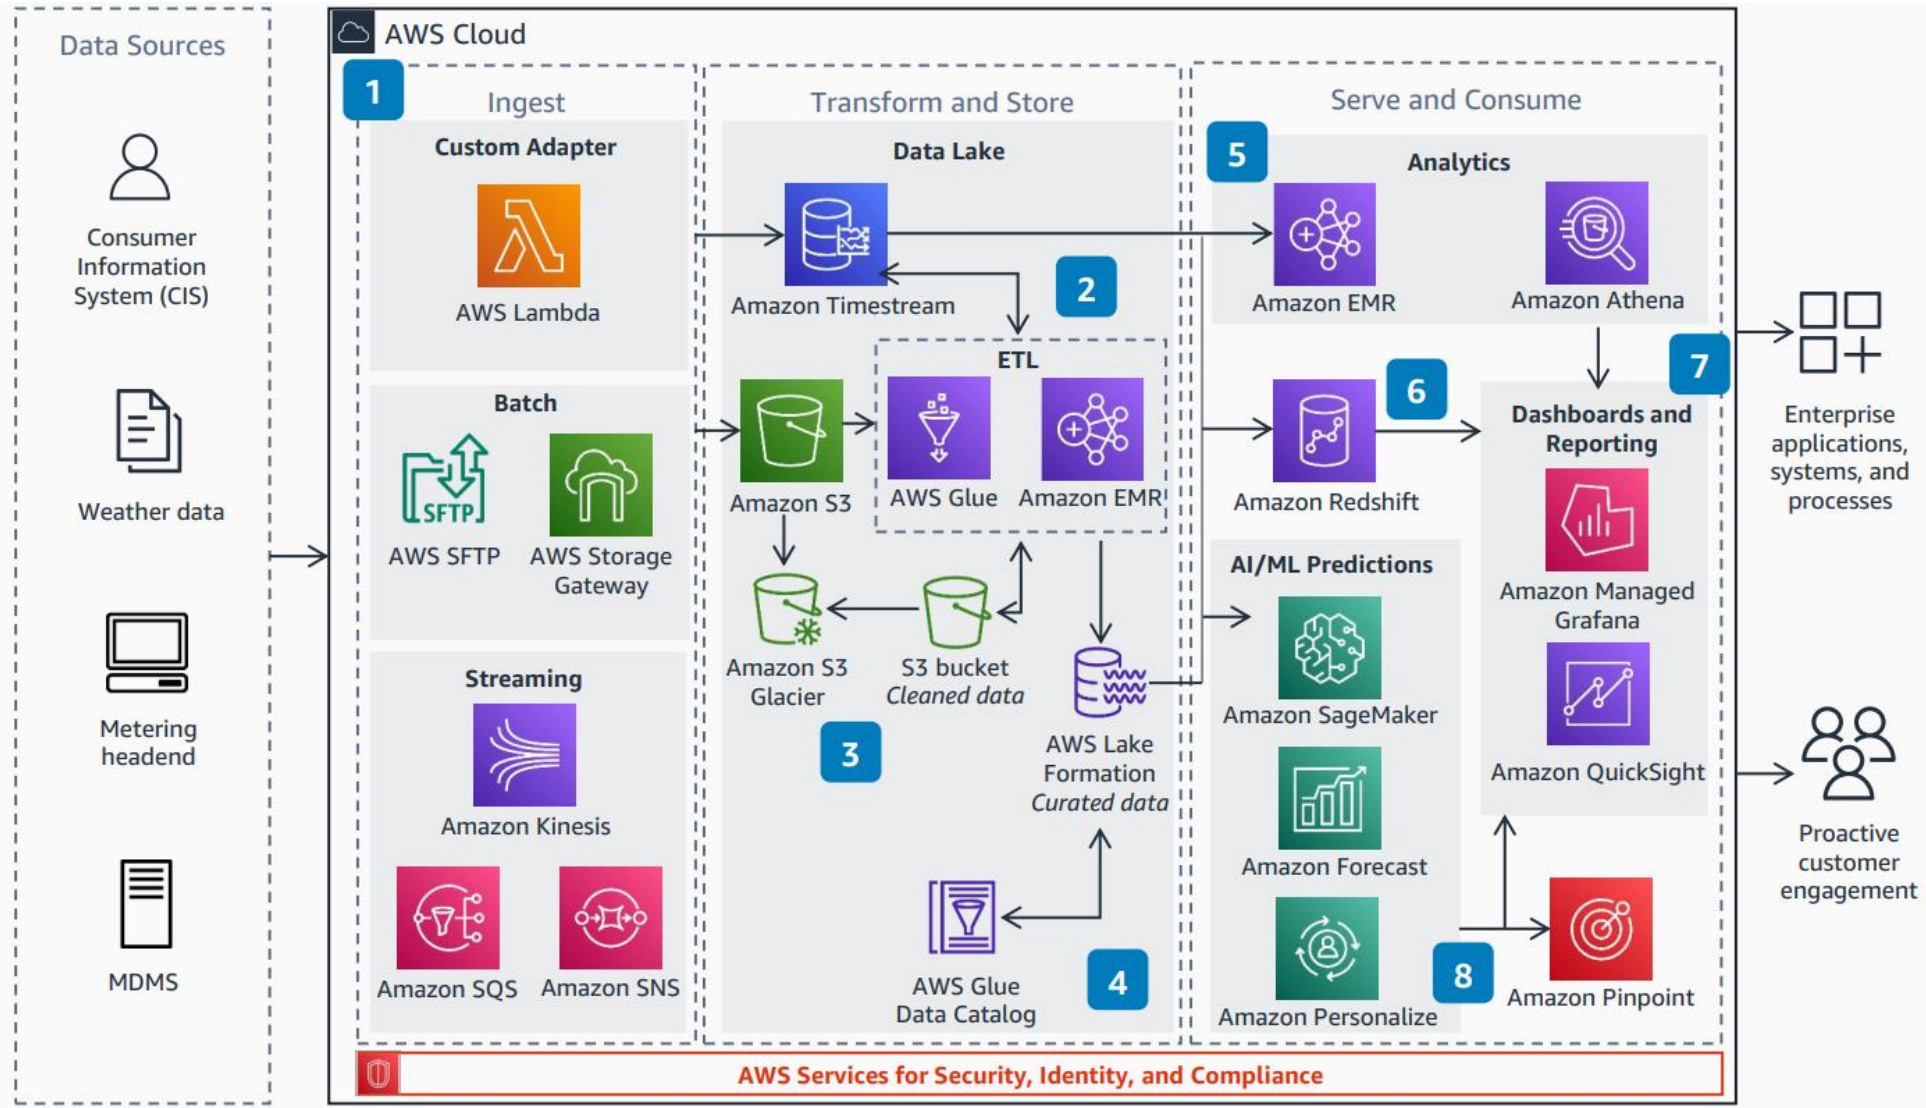 Data Sources
Consumer
Information
System (CIS)
Weather data
Metering
headend
MDMS
AWS Cloud
1
Ingest
Custom Adapter
AWS Lambda
Batch
SFTP
AWS SFTP
AWS Storage
Gateway
Streaming
Amazon Kinesis
Amazon SQS
Amazon SNS
Transform and Store
Data Lake
Amazon Timestream
2
ETL
Amazon S3
AWS Glue
Amazon EMR
Amazon S3
Glacier
S3 bucket
Cleaned data
3
AWS Lake
Formation
Curated data
AWS Glue
Data Catalog
4
Serve and Consume
5
Analytics
Amazon EMR
Amazon Athena
6
7
Amazon Redshift
Dashboards and
Reporting
Amazon Managed
Grafana
Amazon QuickSight
AI/ML Predictions
Amazon SageMaker
Amazon Forecast
Amazon Personalize
8
Amazon Pinpoint
AWS Services for Security, Identity, and Compliance
Enterprise
applications,
systems, and
processes
Proactive
customer
engagement